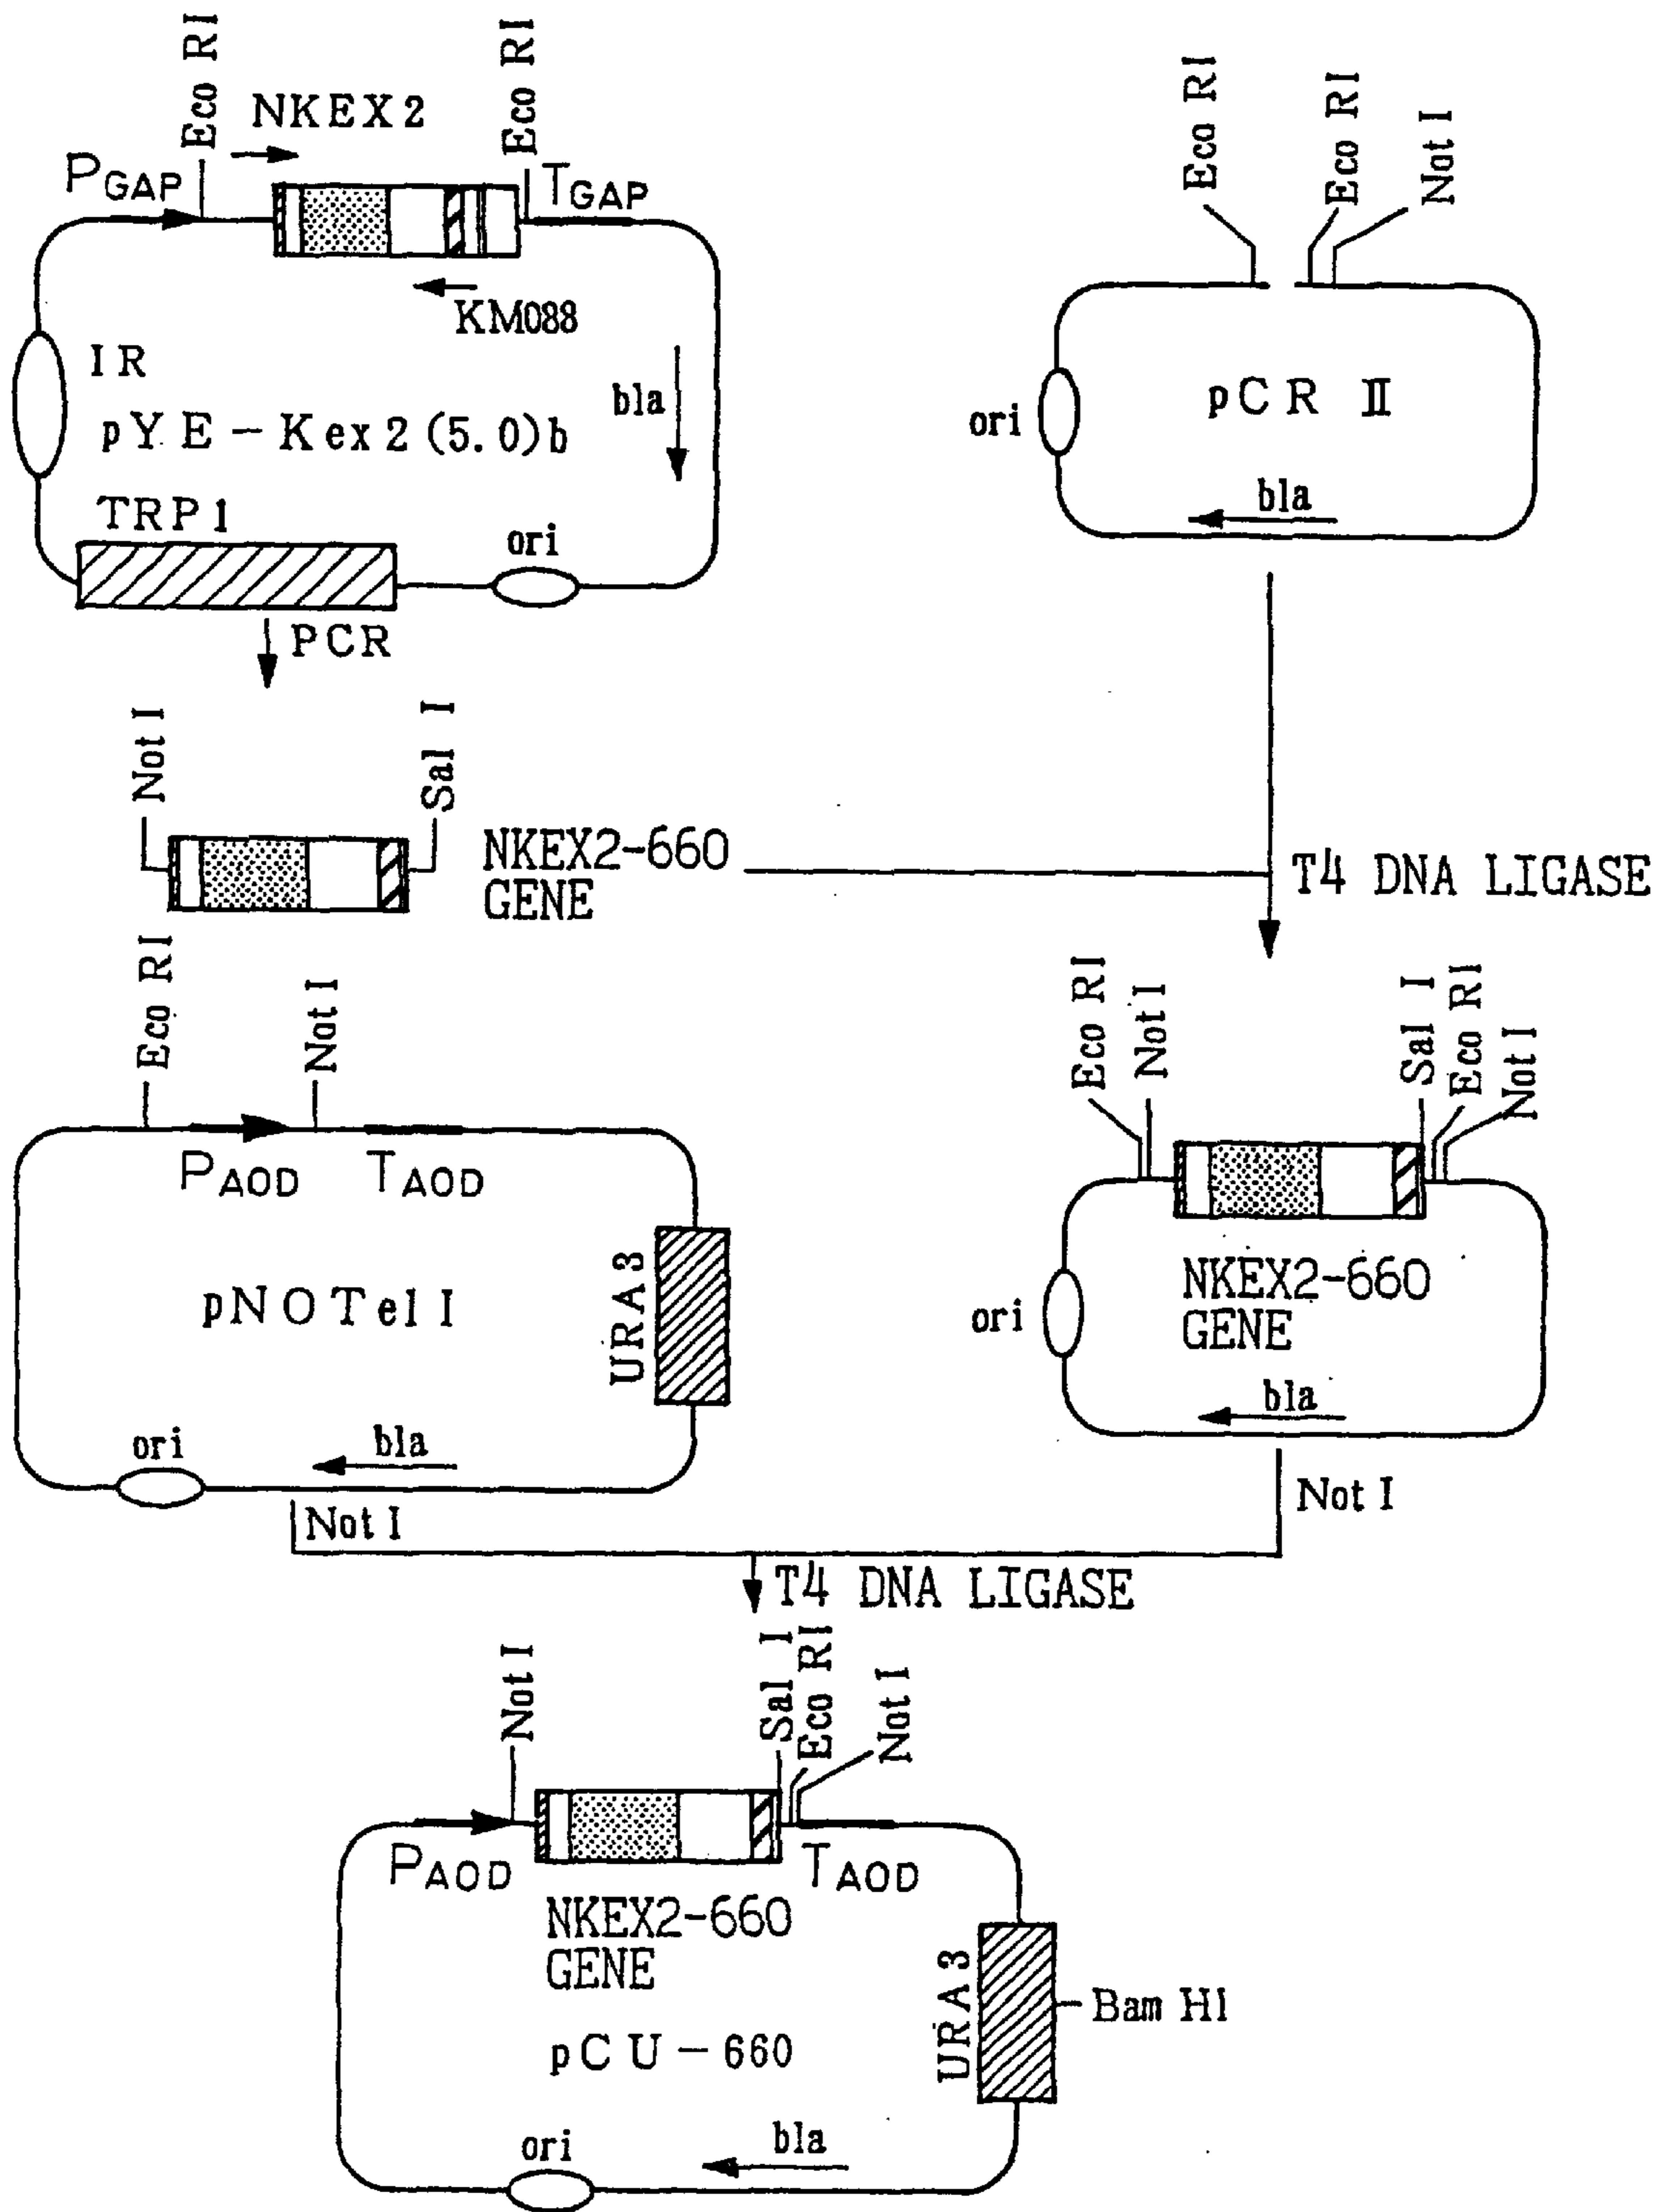 Eco RI
NKEX2
Eco RI
PGAP
TGAP
KM088
IR
bla
pYE-Kex2(5.0)b
TRP1
ori
PCR
Eco RI
Eco RI
Not I
pCR II
ori
bla
Not I
Sal I
NKEX2-660
GENE
T4 DNA LIGASE
Eco RI
Not I
PAOD
TAOD
pNOTel I
URA3
ori
bla
Not I
Eco RI
Not I
Sal I
Eco RI
Not I
NKEX2-660
GENE
ori
bla
Not I
T4 DNA LIGASE
Not I
Sal I
Eco RI
Not I
PAOD
TAOD
NKEX2-660
GENE
URA3
Bam H1
pCU-660
ori
bla